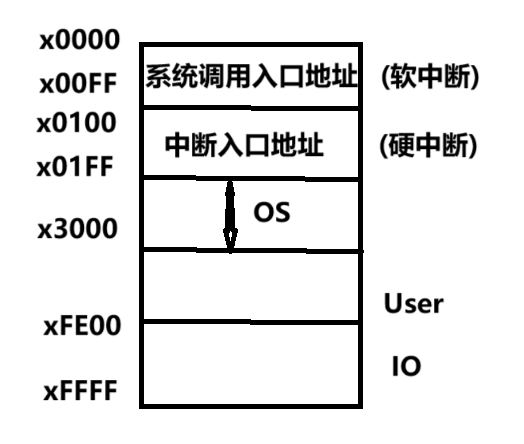 x0000
x00FF 系统调用入口地址 (软中断)
x0100
中断入口地址 (硬中断)
x01FF
OS
x3000
User
xFE00
IO
xFFFF